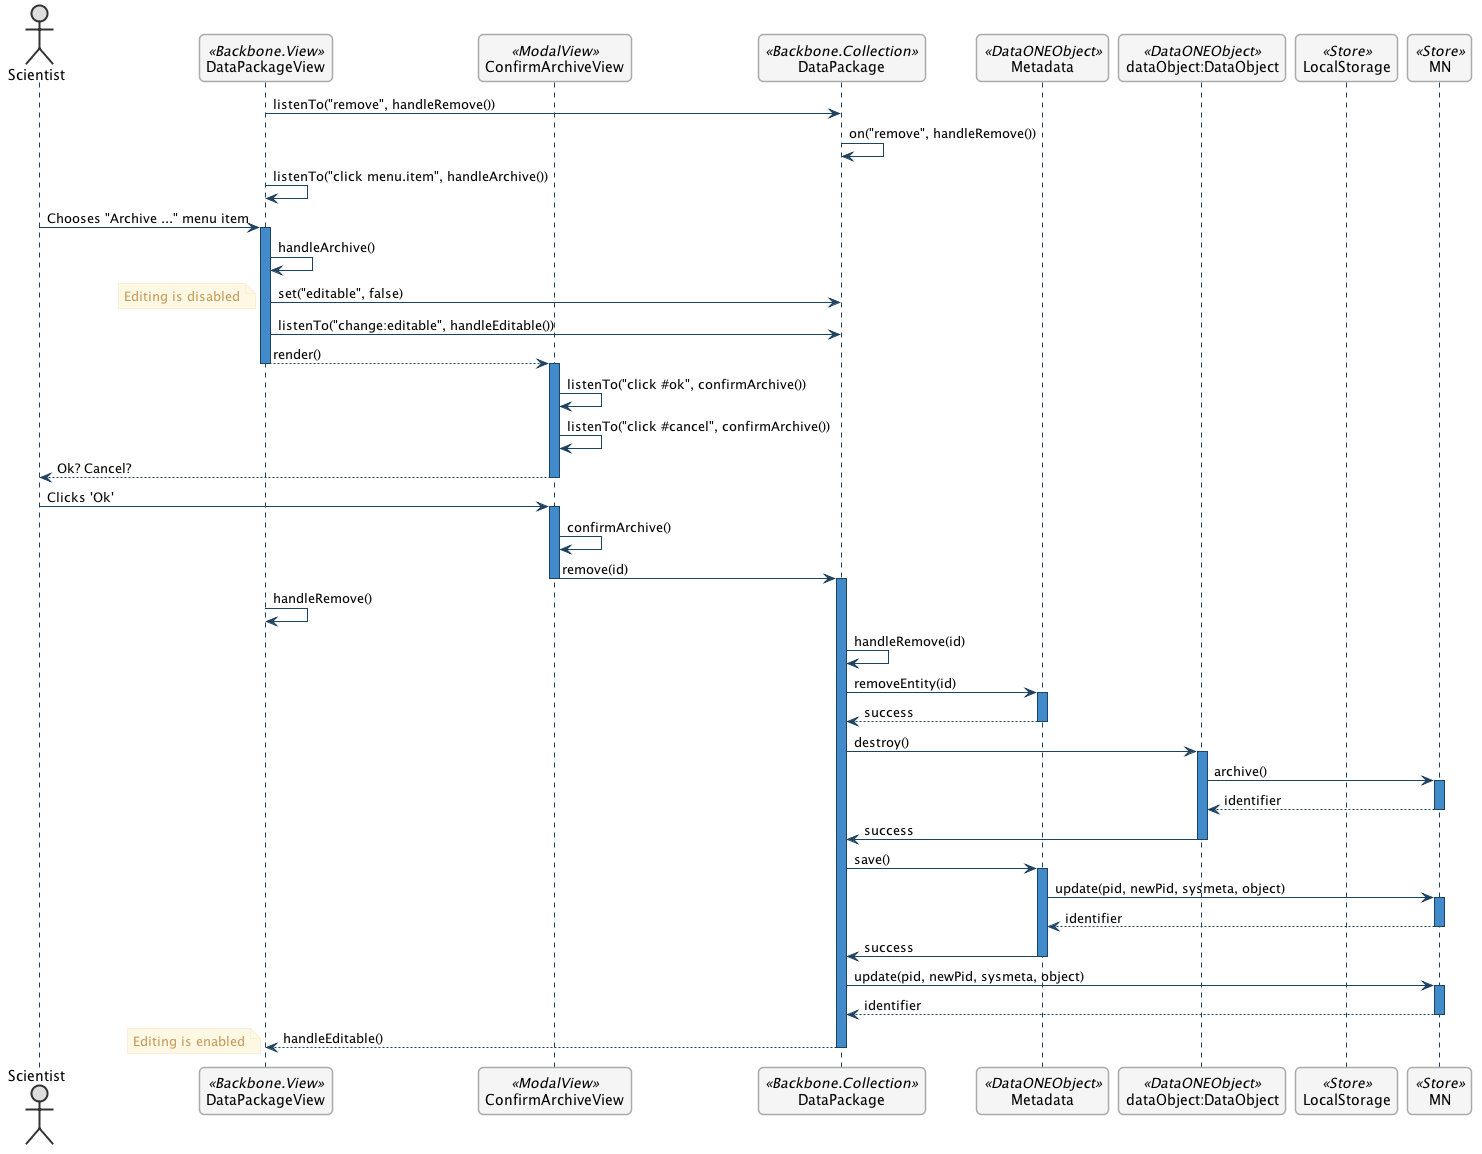 Scientist
«Backbone.View»
DataPackageView
«ModalView»
ConfirmArchiveView
«Backbone.Collection»
DataPackage
«DataONEObject»
Metadata
«DataONEObject»
dataObject:DataObject
«Store»
LocalStorage
«Store»
MN
listenTo("remove", handleRemove())
on("remove", handleRemove())
listenTo("click menu.item", handleArchive())
Chooses "Archive ..." menu item
handleArchive()
Editing is disabled
set("editable", false)
listenTo("change:editable", handleEditable())
render()
listenTo("click #ok", confirmArchive())
listenTo("click #cancel", confirmArchive())
Ok? Cancel?
Clicks 'Ok'
confirmArchive()
remove(id)
handleRemove()
handleRemove(id)
removeEntity(id)
success
destroy()
archive()
identifier
success
save()
update(pid, newPid, sysmeta, object)
identifier
success
update(pid, newPid, sysmeta, object)
identifier
Editing is enabled
handleEditable()
Scientist
«Backbone.View»
DataPackageView
«ModalView»
ConfirmArchiveView
«Backbone.Collection»
DataPackage
«DataONEObject»
Metadata
«DataONEObject»
dataObject:DataObject
«Store»
LocalStorage
«Store»
MN